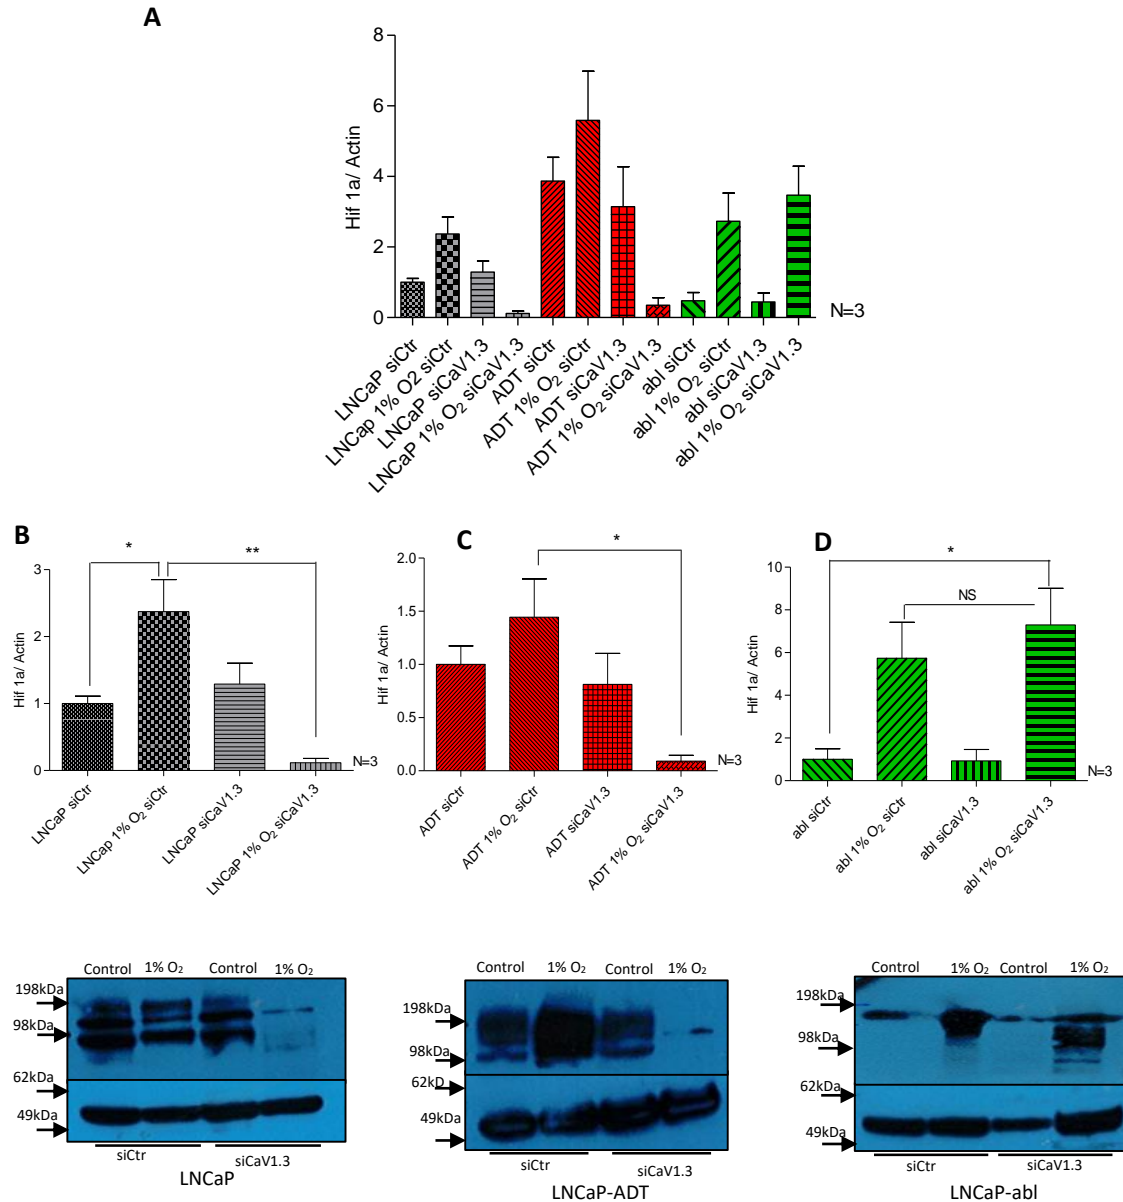 A
Hif 1a/ Actin
8
6
4
2
0
N=3
LNCaP siCtr
LNCap 1% O2 siCtr
LNCaP siCaV1.3
LNCaP 1% O2 siCaV1.3
ADT siCtr
ADT 1% O2 siCtr
ADT siCaV1.3
ADT 1% O2 siCaV1.3
abl siCtr
abl 1% O2 siCtr
abl siCaV1.3
abl 1% O2 siCaV1.3
B
*
**
Hif 1a/ Actin
3
2
1
0
N=3
LNCaP siCtr
LNCap 1% O2 siCtr
LNCaP siCaV1.3
LNCaP 1% O2 siCaV1.3
C
*
Hif 1a/ Actin
2.0
1.5
1.0
0.5
0.0
N=3
ADT siCtr
ADT 1% O2 siCtr
ADT siCaV1.3
ADT 1% O2 siCaV1.3
D
*
NS
Hif 1a/ Actin
10
8
6
4
2
0
N=3
abl siCtr
abl 1% O2 siCtr
abl siCaV1.3
abl 1% O2 siCaV1.3
Control 1% O2 Control 1% O2
198kDa
98kDa
62kDa
49kDa
siCtr siCaV1.3
LNCaP
Control 1% O2 Control 1% O2
198kDa
98kDa
62kD
49kDa
siCtr siCaV1.3
LNCaP-ADT
Control 1% O2 Control 1% O2
198kDa
98kDa
62kDa
49kDa
siCtr siCaV1.3
LNCaP-abl